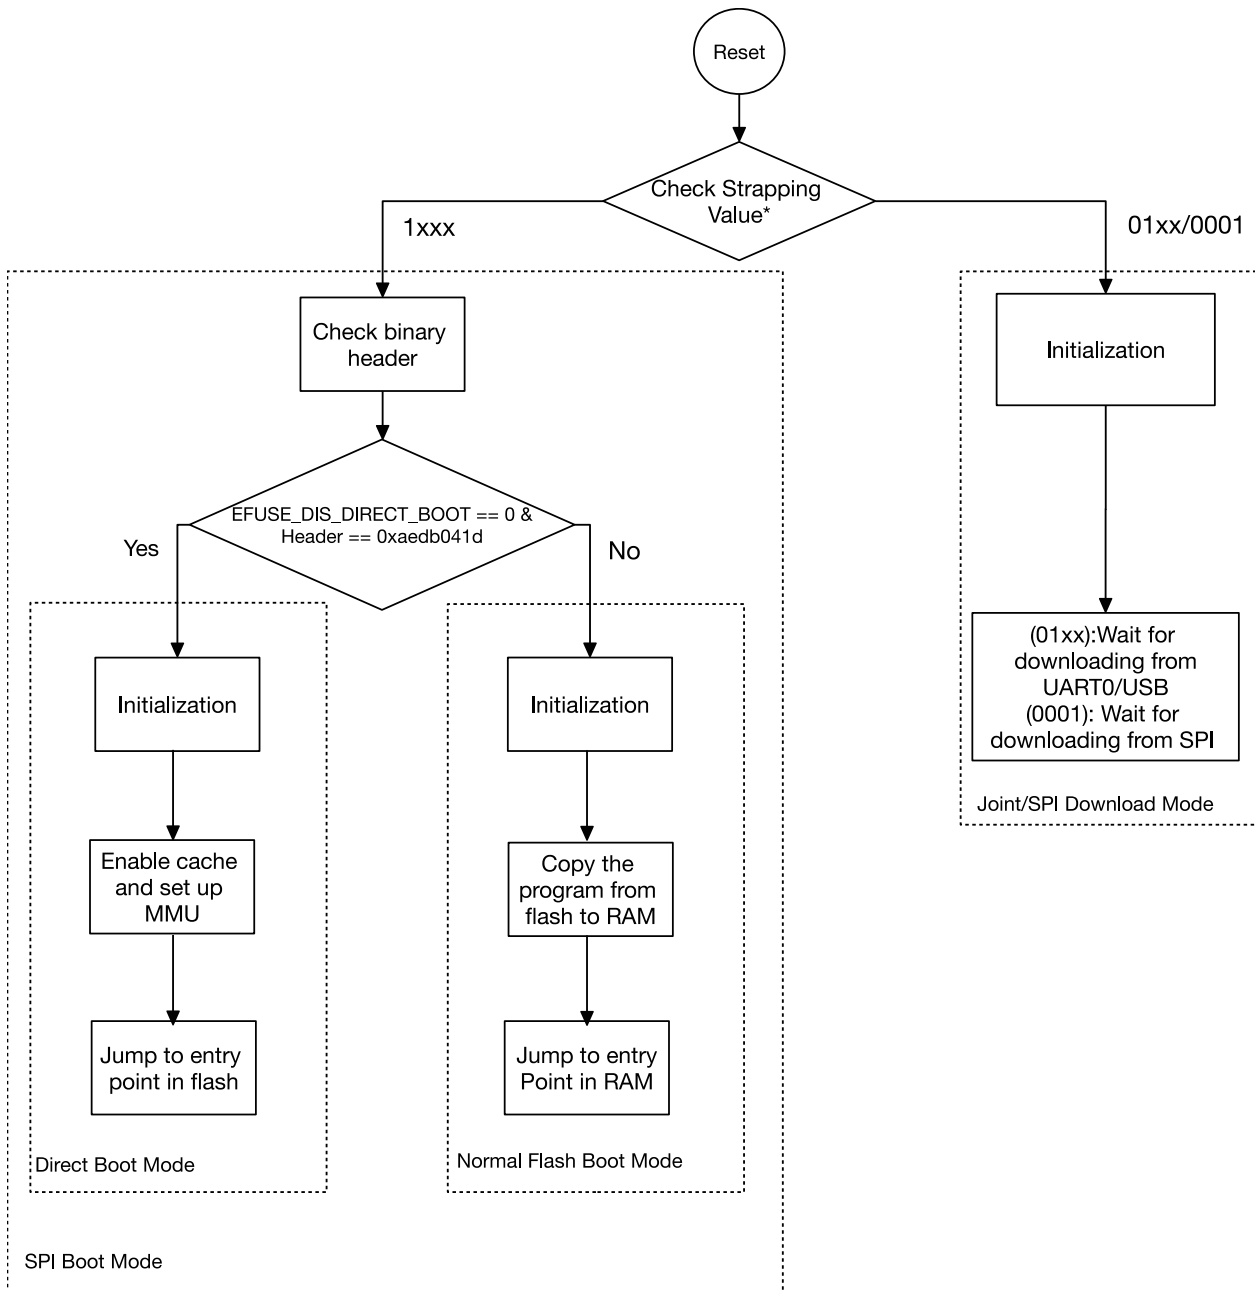 Reset
Check Strapping
Value*
1xxx
01xx/0001
Check binary
header
Initialization
EFUSE_DIS_DIRECT_BOOT == 0 &
Header == 0xaedb041d
Yes
No
Initialization
Initialization
(01xx):Wait for
downloading from
UART0/USB
(0001): Wait for
downloading from SPI
Joint/SPI Download Mode
Enable cache
and set up
MMU
Copy the
program from
flash to RAM
Jump to entry
point in flash
Jump to entry
Point in RAM
Direct Boot Mode
Normal Flash Boot Mode
SPI Boot Mode